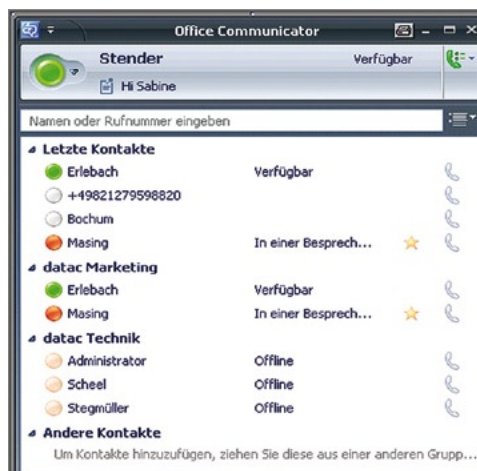 Office Communicator
Stender Verfügbar
Hi Sabine
Namen oder Rufnummer eingeben
Letzte Kontakte
Erlebach Verfügbar
+49821279598820
Bochum
Masing In einer Besprech...
datac Marketing
Erlebach Verfügbar
Masing In einer Besprech...
datac Technik
Administrator Offline
Scheel Offline
Stegmüller Offline
Andere Kontakte
Um Kontakte hinzuzufügen, ziehen Sie diese aus einer anderen Grupp...